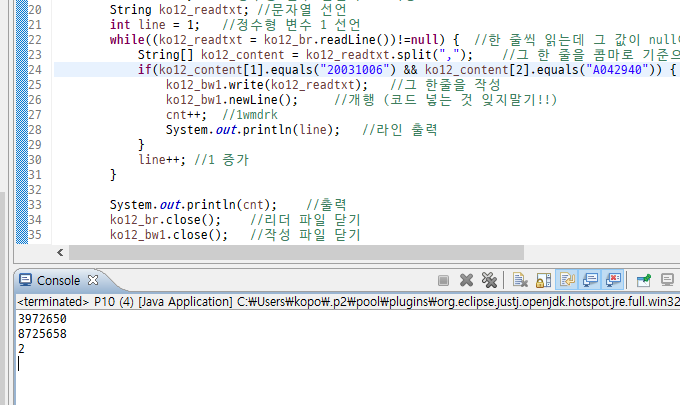 20 String ko12_readtxt; //문자열 선언
21 int line = 1; //정수형 변수 1 선언
22 while((ko12_readtxt = ko12_br.readLine())!=null) { //한 줄씩 읽는데 그 값이 null이
23 String[] ko12_content = ko12_readtxt.split(","); //그 한 줄을 콤마로 기준으
24 if(ko12_content[1].equals("20031006") && ko12_content[2].equals("A042940")) {
25 ko12_bw1.write(ko12_readtxt); //그 한줄을 작성
26 ko12_bw1.newLine(); //개행 (코드 넣는 것 잊지말기!!)
27 cnt++; //1wmdrk
28 System.out.println(line); //라인 출력
29 }
30 line++; //1 증가
31 }
32
33 System.out.println(cnt); //출력
34 ko12_br.close(); //리더 파일 닫기
35 ko12_bw1.close(); //작성 파일 닫기
Console
<terminated> P10 (4) [Java Application] C:₩Users₩kopo₩.p2₩pool₩plugins₩org.eclipse.justj.openjdk.hotspot.jre.full.win32
3972650
8725658
2